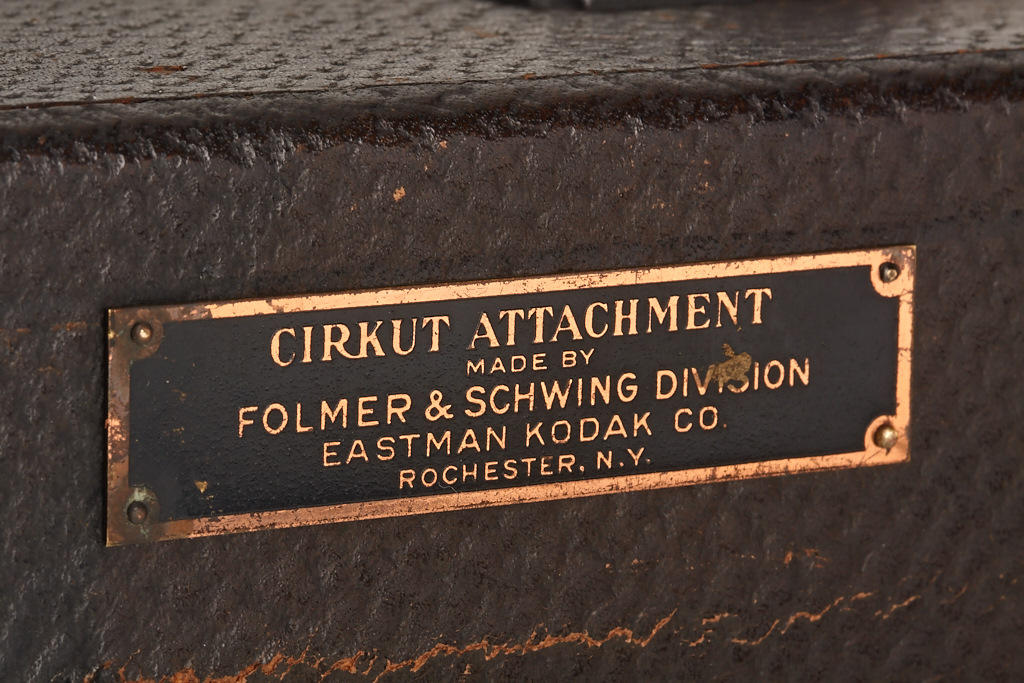 CIRKUT ATTACHMENT
MADE BY
FOLMER & SCHWING DIVISION
EASTMAN KODAK CO.
ROCHESTER, N.Y.